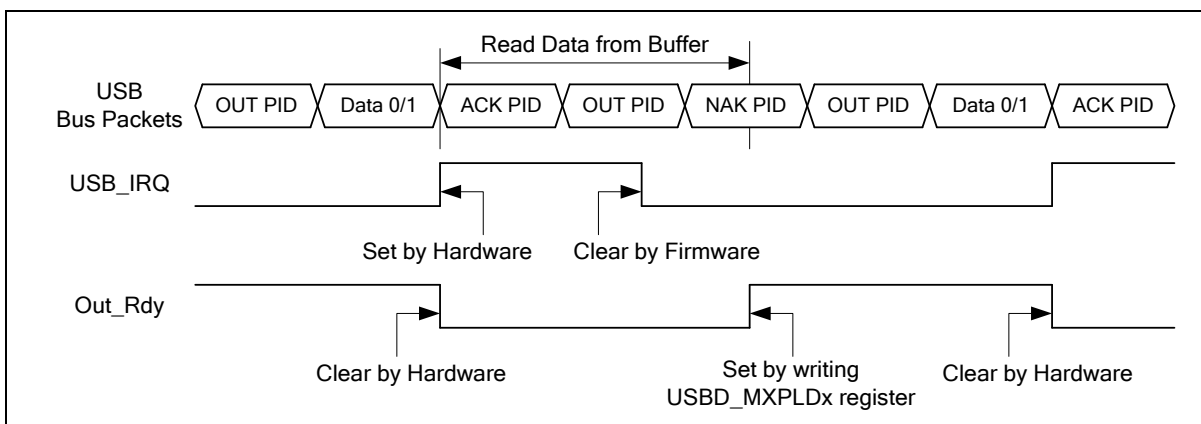 Read Data from Buffer
USB
Bus Packets
OUT PID
Data 0/1
ACK PID
OUT PID
NAK PID
OUT PID
Data 0/1
ACK PID
USB_IRQ
Set by Hardware
Clear by Firmware
Out_Rdy
Clear by Hardware
Set by writing
USBD_MXPLDx register
Clear by Hardware